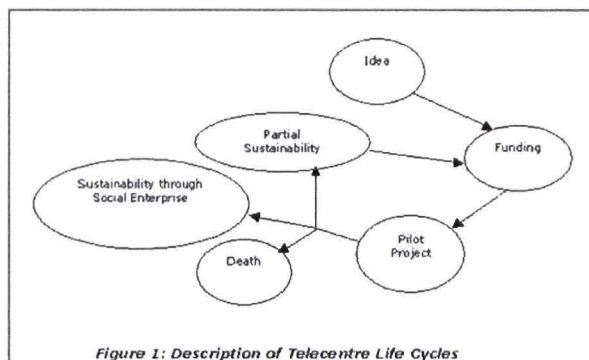 Idea
Partial
Sustainability
Funding
Sustainability through
Social Enterprise
Pilot
Project
Death
Figure 1: Description of Telecentre Life Cycles